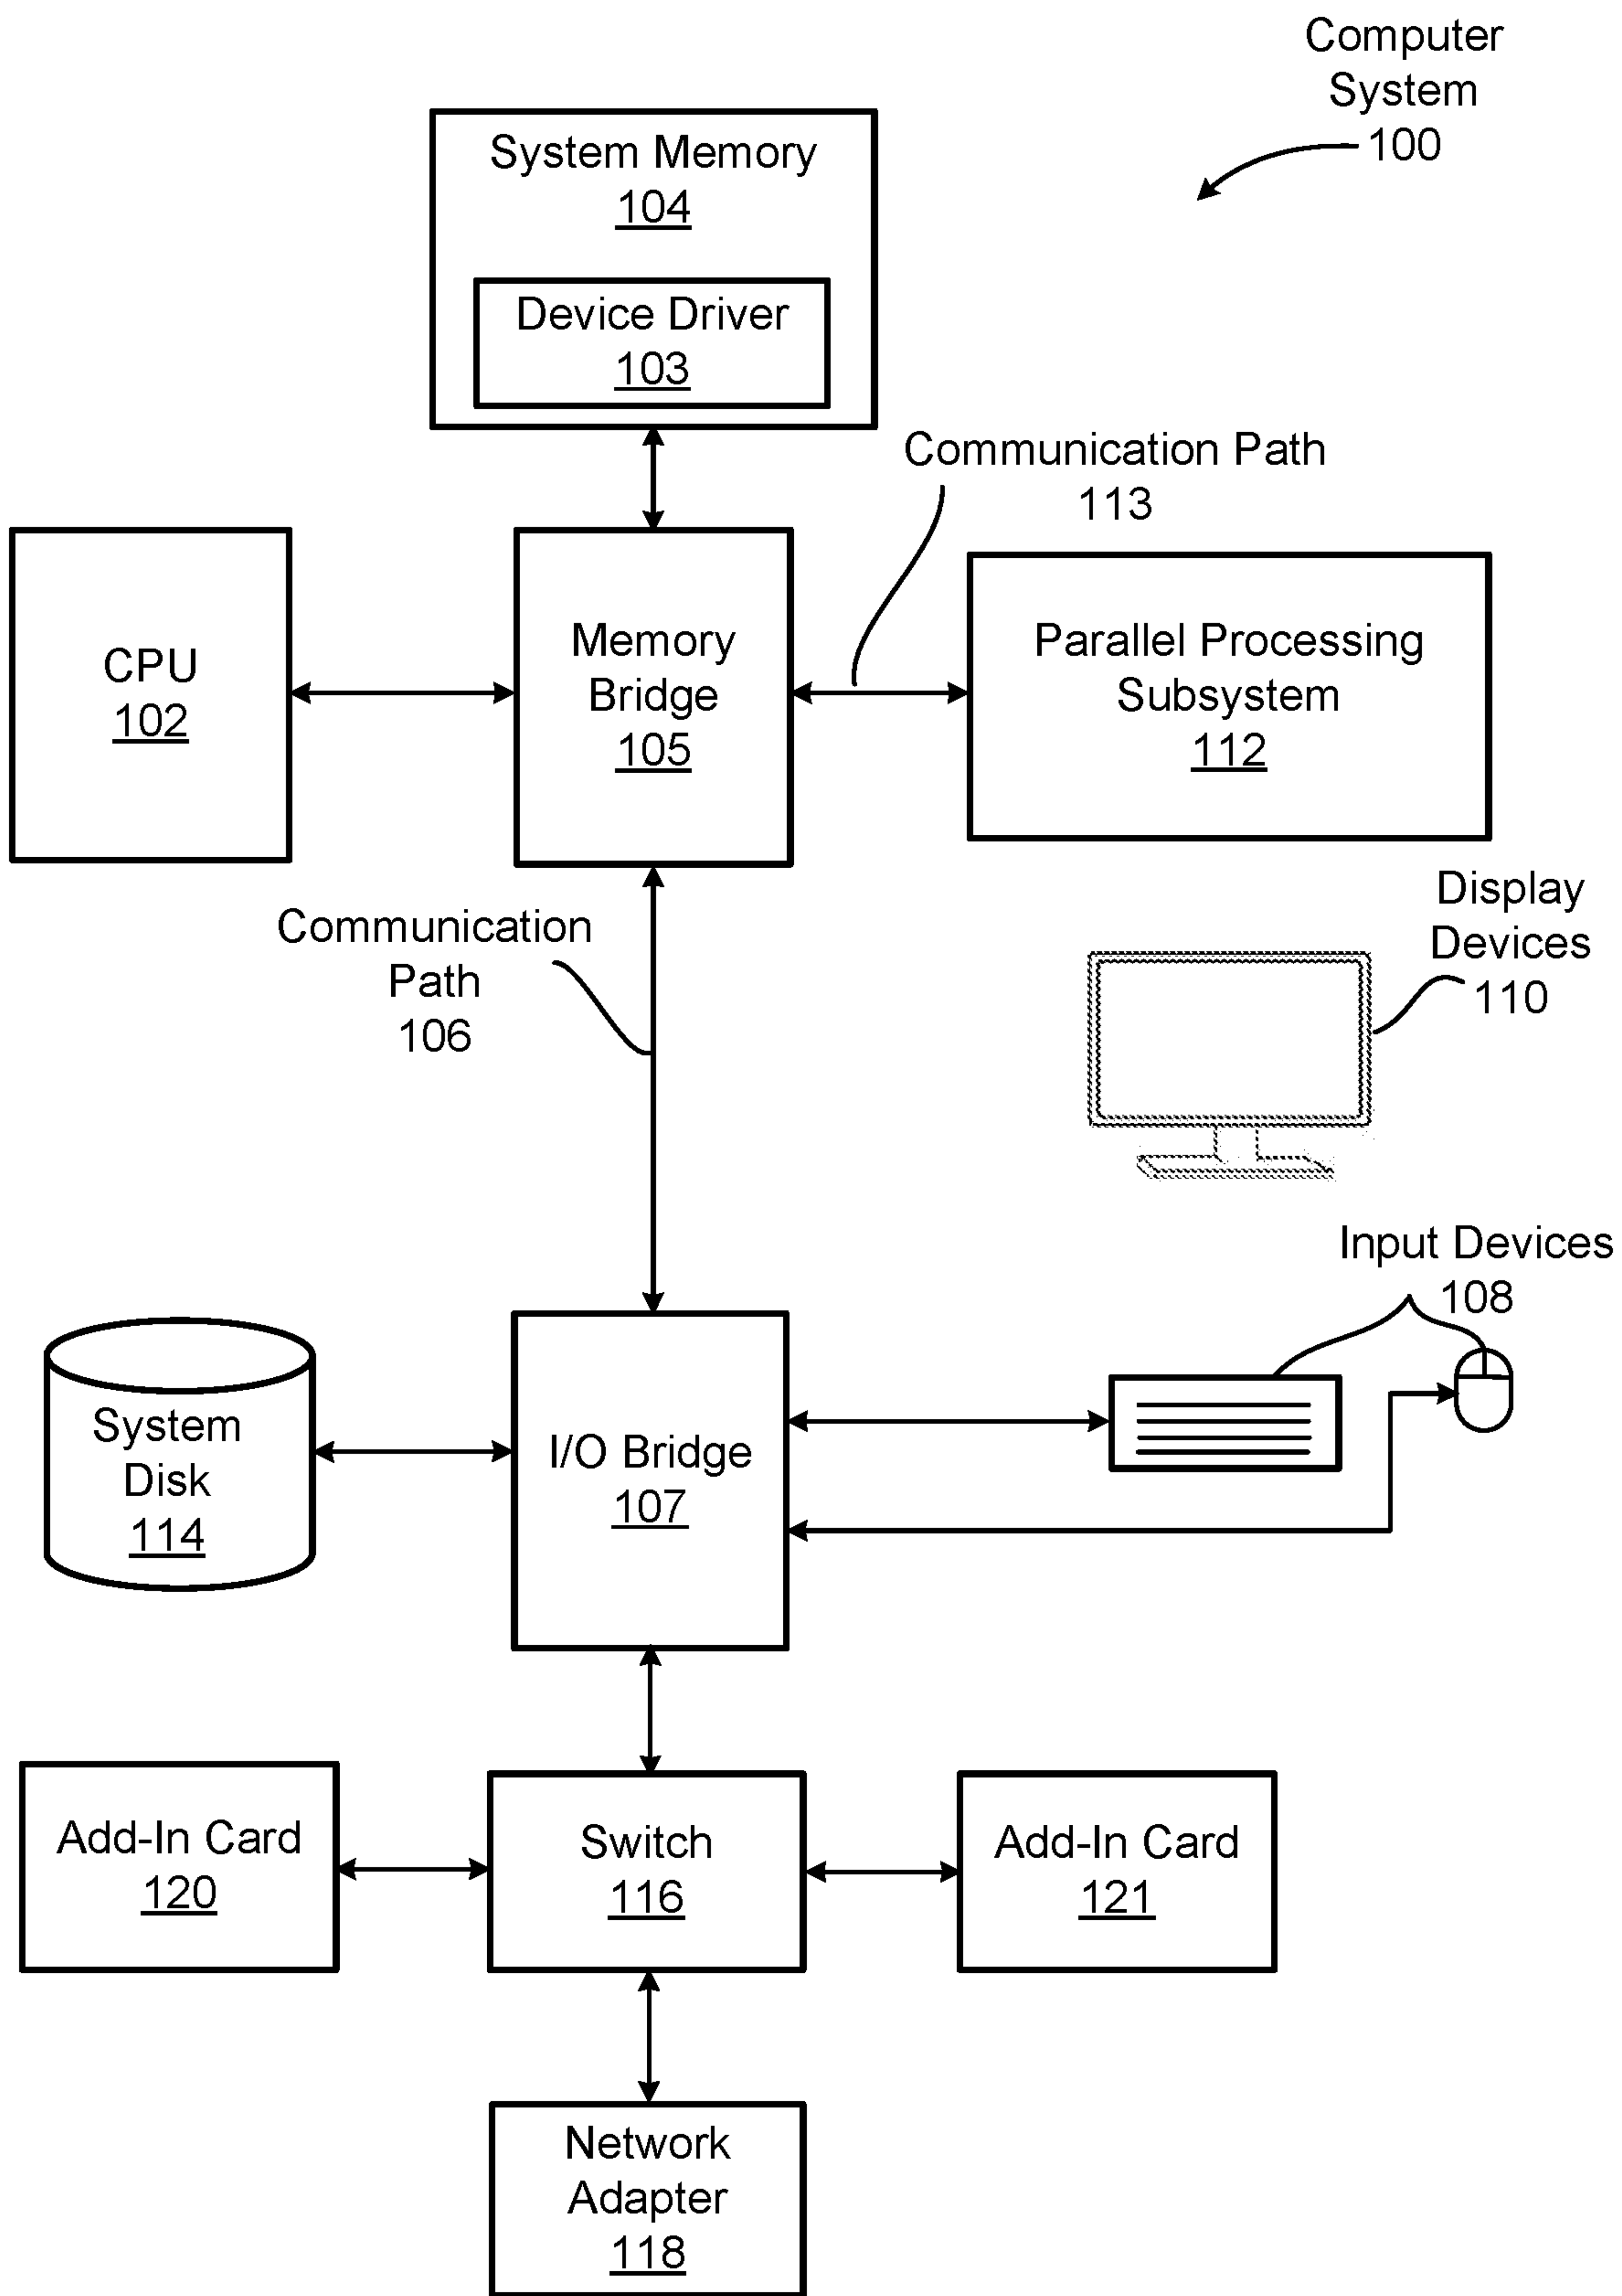 Computer
System
100
System Memory
104
Device Driver
103
Communication Path
113
CPU
102
Memory
Bridge
105
Parallel Processing
Subsystem
112
Display
Devices
110
Communication
Path
106
Input Devices
108
System
Disk
114
I/O Bridge
107
Add-In Card
120
Switch
116
Add-In Card
121
Network
Adapter
118